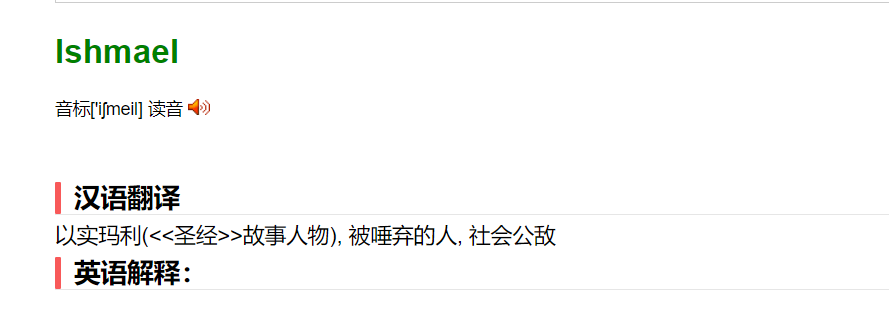 Ishmael
音标['iʃmeil] 读音
汉语翻译
以实玛利(<<圣经>>故事人物), 被唾弃的人, 社会公敌
英语解释：